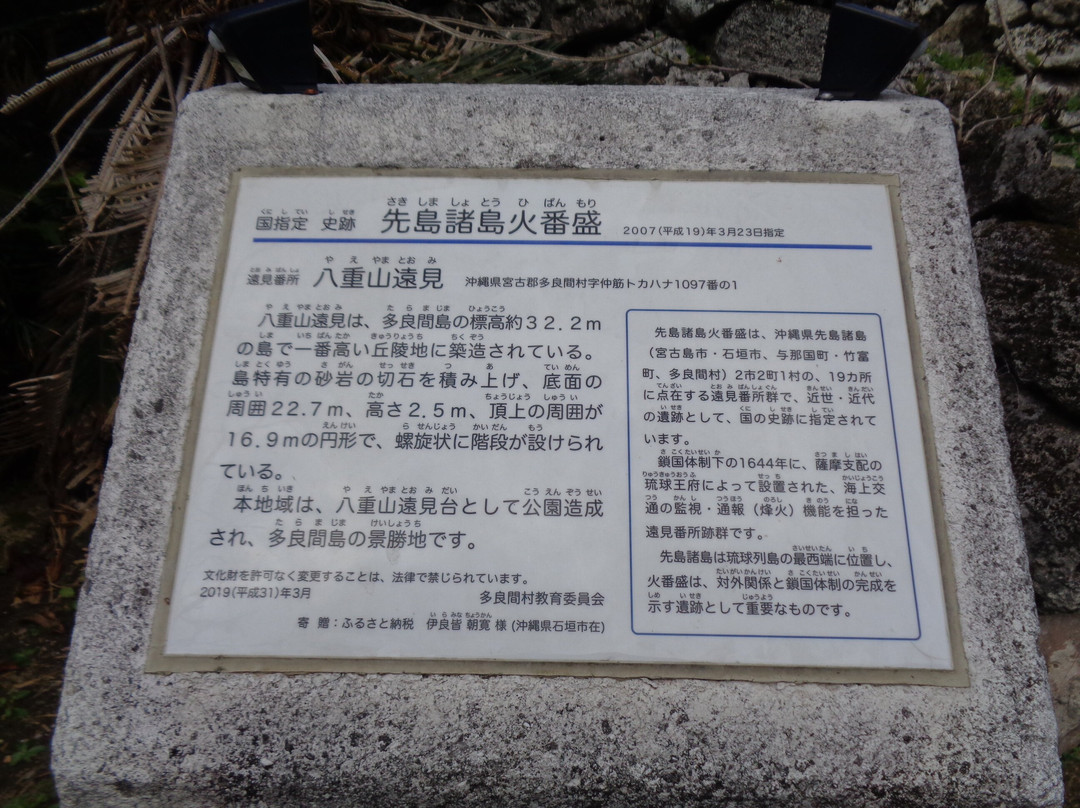 国指定 史跡 先島諸島火番盛 2007(平成19)年3月23日指定
遠見番所 八重山遠見 沖縄県宮古郡多良間村字仲筋トカハナ1097番の1
八重山遠見は、多良間島の標高約32.2m
の島で一番高い丘陵地に築造されている。
島特有の砂岩の切石を積み上げ、底面の
周囲22.7m、高さ2.5m、頂上の周囲が
16.9mの円形で、螺旋状に階段が設けられ
ている。
本地域は、八重山遠見台として公園造成
され、多良間島の景勝地です。
文化財を許可なく変更することは、法律で禁じられています。
2019(平成31)年3月 多良間村教育委員会
寄 贈：ふるさと納税 伊良皆 朝寛 様 (沖縄県石垣市在)
先島諸島火番盛は、沖縄県先島諸島
（宮古島市・石垣市、与那国町・竹富
町、多良間村）2市2町1村の、19カ所
に点在する遠見番所群で、近世・近代
の遺跡として、国の史跡に指定されて
います。
鎖国体制下の1644年に、薩摩支配の
琉球王府によって設置された、海上交
通の監視・通報（烽火）機能を担った
遠見番所跡群です。
先島諸島は琉球列島の最西端に位置し、
火番盛は、対外関係と鎖国体制の完成を
示す遺跡として重要なものです。